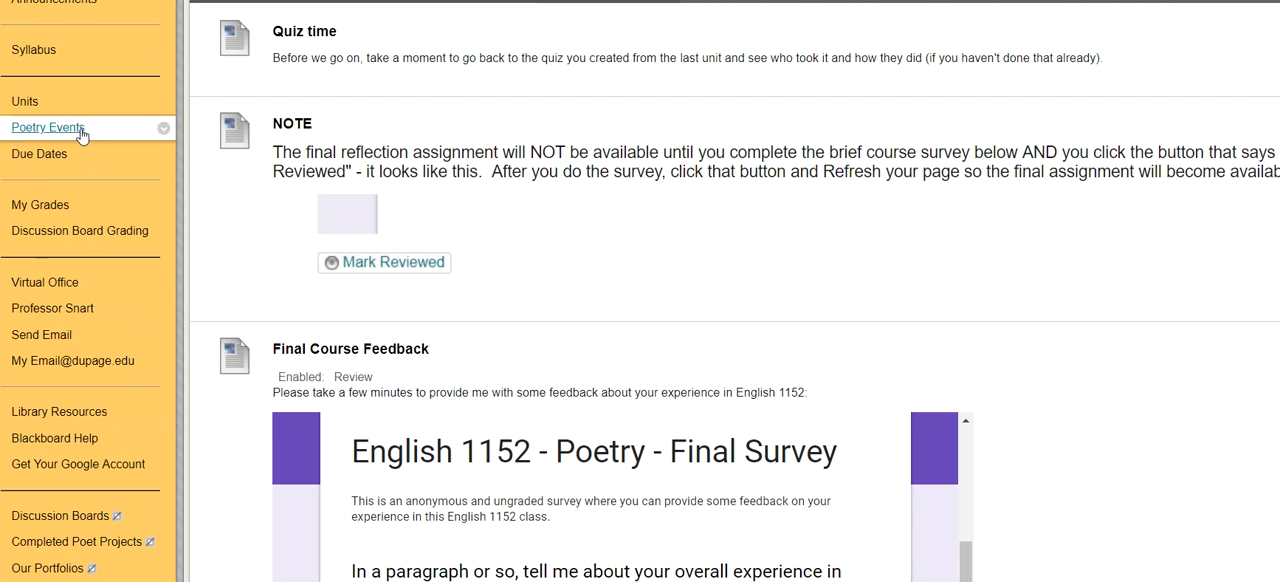 Announcements
Syllabus
Units
Poetry Events
Due Dates
My Grades
Discussion Board Grading
Virtual Office
Professor Snart
Send Email
My Email@dupage.edu
Library Resources
Blackboard Help
Get Your Google Account
Discussion Boards
Completed Poet Projects
Our Portfolios
Quiz time
Before we go on, take a moment to go back to the quiz you created from the last unit and see who took it and how they did (if you haven't done that already).
NOTE
The final reflection assignment will NOT be available until you complete the brief course survey below AND you click the button that says
Reviewed" - it looks like this. After you do the survey, click that button and Refresh your page so the final assignment will become availab
Mark Reviewed
Final Course Feedback
Enabled: Review
Please take a few minutes to provide me with some feedback about your experience in English 1152:
English 1152 - Poetry - Final Survey
This is an anonymous and ungraded survey where you can provide some feedback on your
experience in this English 1152 class.
In a paragraph or so, tell me about your overall experience in